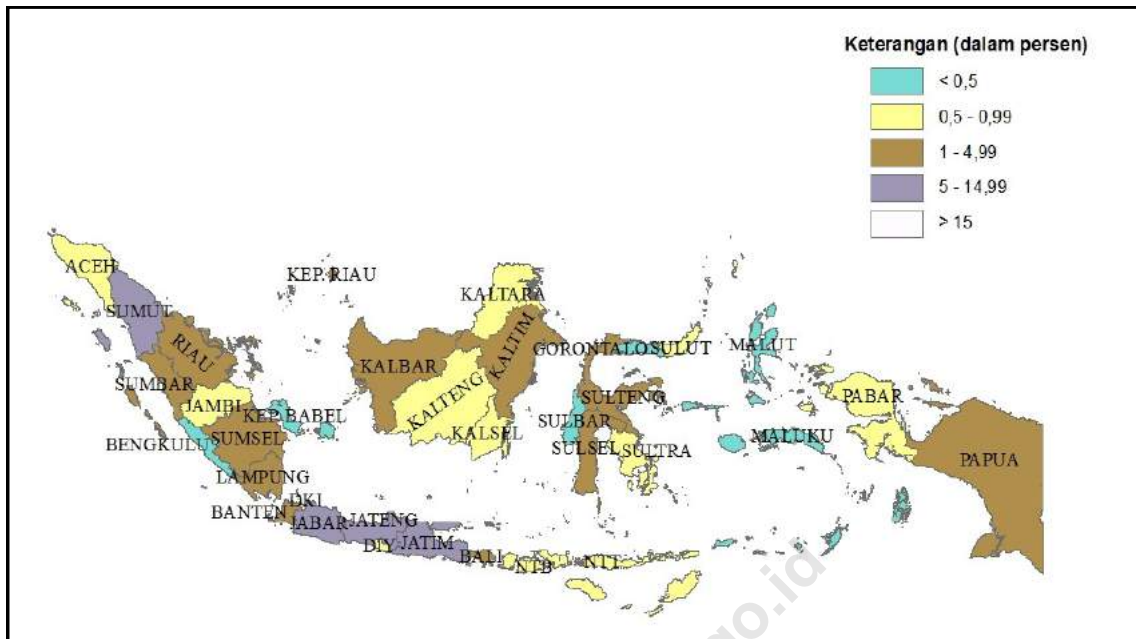 Keterangan (dalam persen)
< 0,5
0,5 - 0,99
1 - 4,99
5 - 14,99
> 15
ACEH
SUMUT
KEP. RIAU
KALTARA
RIAU
KALBAR
KALTIM
GORONTALO
SULUT
MALUT
SUMBAR
JAMBI
KEP. BABEL
KALTENG
SULTENG
PABAR
BENGKULU
SUMSEL
KALSEL
SULBAR
MALUKU
SULSEL
SULTRA
PAPUA
LAMPUNG
DKI
BANTEN
JABAR
JATENG
DIY
JATIM
BALI
NTB
NTT
go.id